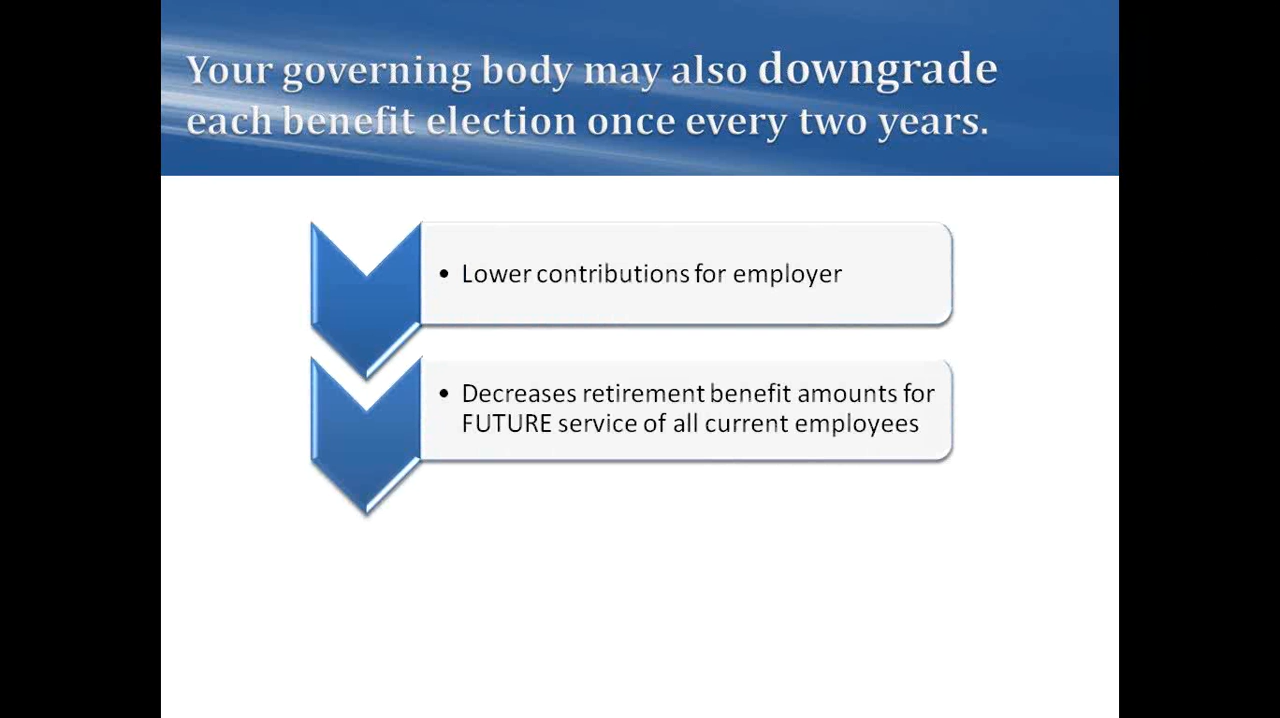 Your governing body may also downgrade
each benefit election once every two years.
• Lower contributions for employer
• Decreases retirement benefit amounts for
FUTURE service of all current employees